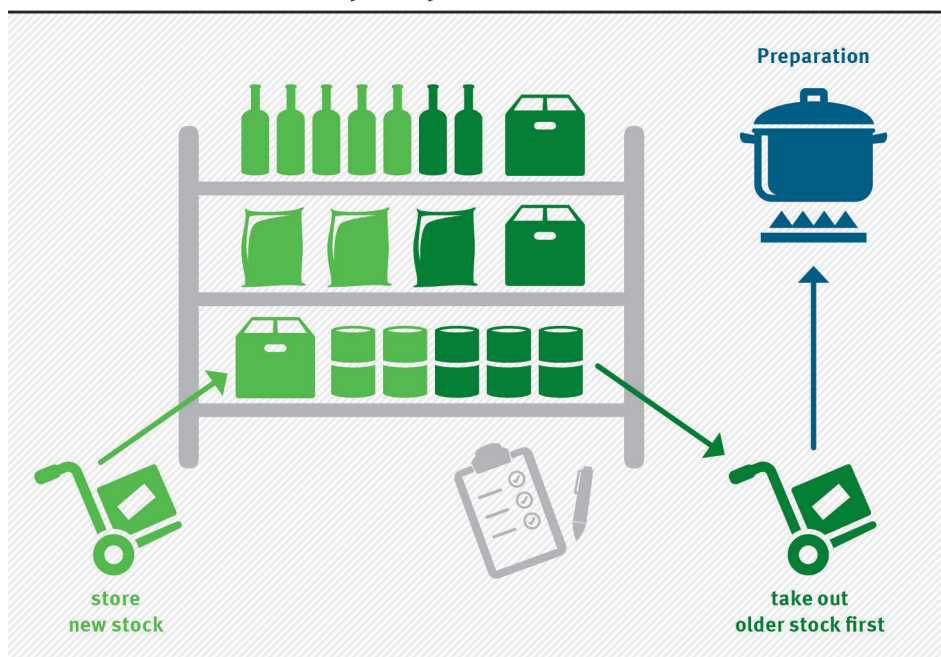 Preparation
store
new stock
take out
older stock first